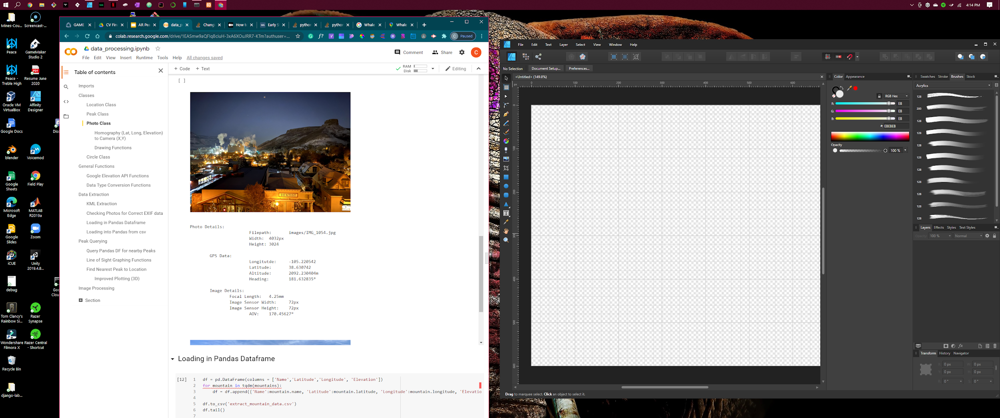 4:14 PM
Mines-Cou...
Screencast-...
Peace
GameMaker
Studio 2
Peace -
Treble High
Resume June
2020
Oracle VM
VirtualBox
Affinity
Designer
Google Docs
Disc
blender
Voicemod
Google
Sheets
Field Play
Microsoft
Edge
MATLAB
R2019a
Google
Slides
Zoom
iCUE
Unity
2019.4.8...
debug
Goo
Clou
Tom Clancy's
Rainbow Si...
Razer
Synapse
Wondershare
Filmora X
Razer Central
- Shortcut
Recycle Bin
django-lab...
GAME
CV Fina
AR Pea
data_p
Chang
How to
Early S
python
python
Whale
Whale
colab.research.google.com/drive/1EASmw9aQFlqBciuH-3xA6XOuJRR7-KTm?authuser=...
Paused
data_processing.ipynb
File Edit View Insert Runtime Tools Help All changes saved
Comment Share C
+ Code + Text
RAM
Disk
Editing
Table of contents
Imports
Classes
Location Class
Peak Class
Photo Class
Homography (Lat, Long, Elevation)
to Camera (X,Y)
Drawing Functions
Circle Class
General Functions
Google Elevation API Functions
Data Type Conversion Functions
Data Extraction
KML Extraction
Checking Photos for Correct EXIF data
Loading in Pandas Dataframe
Loading into Pandas from csv
Peak Querying
Query Pandas DF for nearby Peaks
Line of Sight Graphing Functions
Find Nearest Peak to Location
Improved Plotting (3D)
Image Processing
Section
[ ]
DENTIST
Photo Details:
Filepath: images/IMG_1054.jpg
Width: 4032px
Height: 3024
GPS Data:
Longitutde: -105.220542
Latitude: 38.630742
Altitude: 2092.230404m
Heading: 181.632835°
Image Details:
Focal Length: 4.25mm
Image Sensor Width: 72px
Image Sensor Height: 72px
AOV: 170.45627°
Loading in Pandas Dataframe
[12]
1 df = pd.DataFrame(columns = ['Name','Latitude','Longitude', 'Elevation'])
2 for mountain in tqdm(mountains):
3 df = df.append({'Name':mountain.name, 'Latitude':mountain.latitude, 'Longitude':mountain.longitude, 'Elevatio
4
5 df.to_csv('extract_mountain_data.csv')
6 df.tail()
7
File Edit Text Layer Select View Window Help
No Selection Document Setup... Preferences...
<Untitled> (149.8%)
px 0 100 200 300 400 500 600
0
100
200
300
400
500
600
Color Appearance
RGB Hex
R: EB
G: EB
B: EB
#: EBEBEB
Opacity
100 %
Swatches Stroke Brushes Stock
Acrylics
128
200
128
128
128
128
128
128
128
128
128
Layers Effects Styles Text Styles
Opacity: 100 % Normal
Transform History Navigator
X: 0 px W: 0 px
Y: 0 px H: 0 px
R: 0 ° S: 0 °
Drag to marquee select. Click an object to select it.